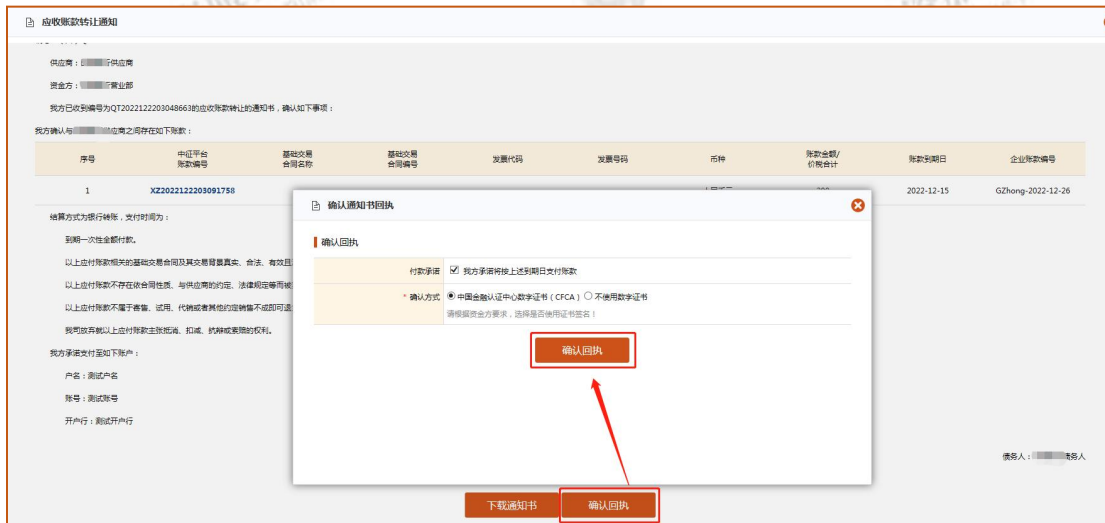 应收账款转让通知
供应商：供应商
资金方：营业部
我方已收到编号为QT2022122203048663的应收账款转让的通知书，确认如下事项：
我方确认与应商之间存在如下账款：
序号 中征平台账款编号 基础交易合同名称 基础交易合同编号 发票代码 发票号码 币种 账款金额/价税合计 账款到期日 企业账款编号
1 XZ2022122203091758 2022-12-15 GZhong-2022-12-26
结算方式为银行转账，支付时间为：
到期一次性全额付款。
以上应付账款相关的基础交易合同及其交易背景真实、合法、有效且
以上应付账款不存在依合同性质、与供应商的约定、法律规定等而被
以上应付账款不属于寄售、试用、代销或者其他约定销售不成即可退
我司放弃就以上应付账款主张抵消、扣减、抗辩或索赔的权利。
我方承诺支付至如下账户：
户名：测试户名
账号：测试账号
开户行：测试开户行
债务人：债务人
下载通知书 确认回执
确认通知书回执
确认回执
付款承诺 我方承诺将按上述到期日支付账款
* 确认方式 中国金融认证中心数字证书（CFCA） 不使用数字证书
请根据资金方要求，选择是否使用证书签名！
确认回执